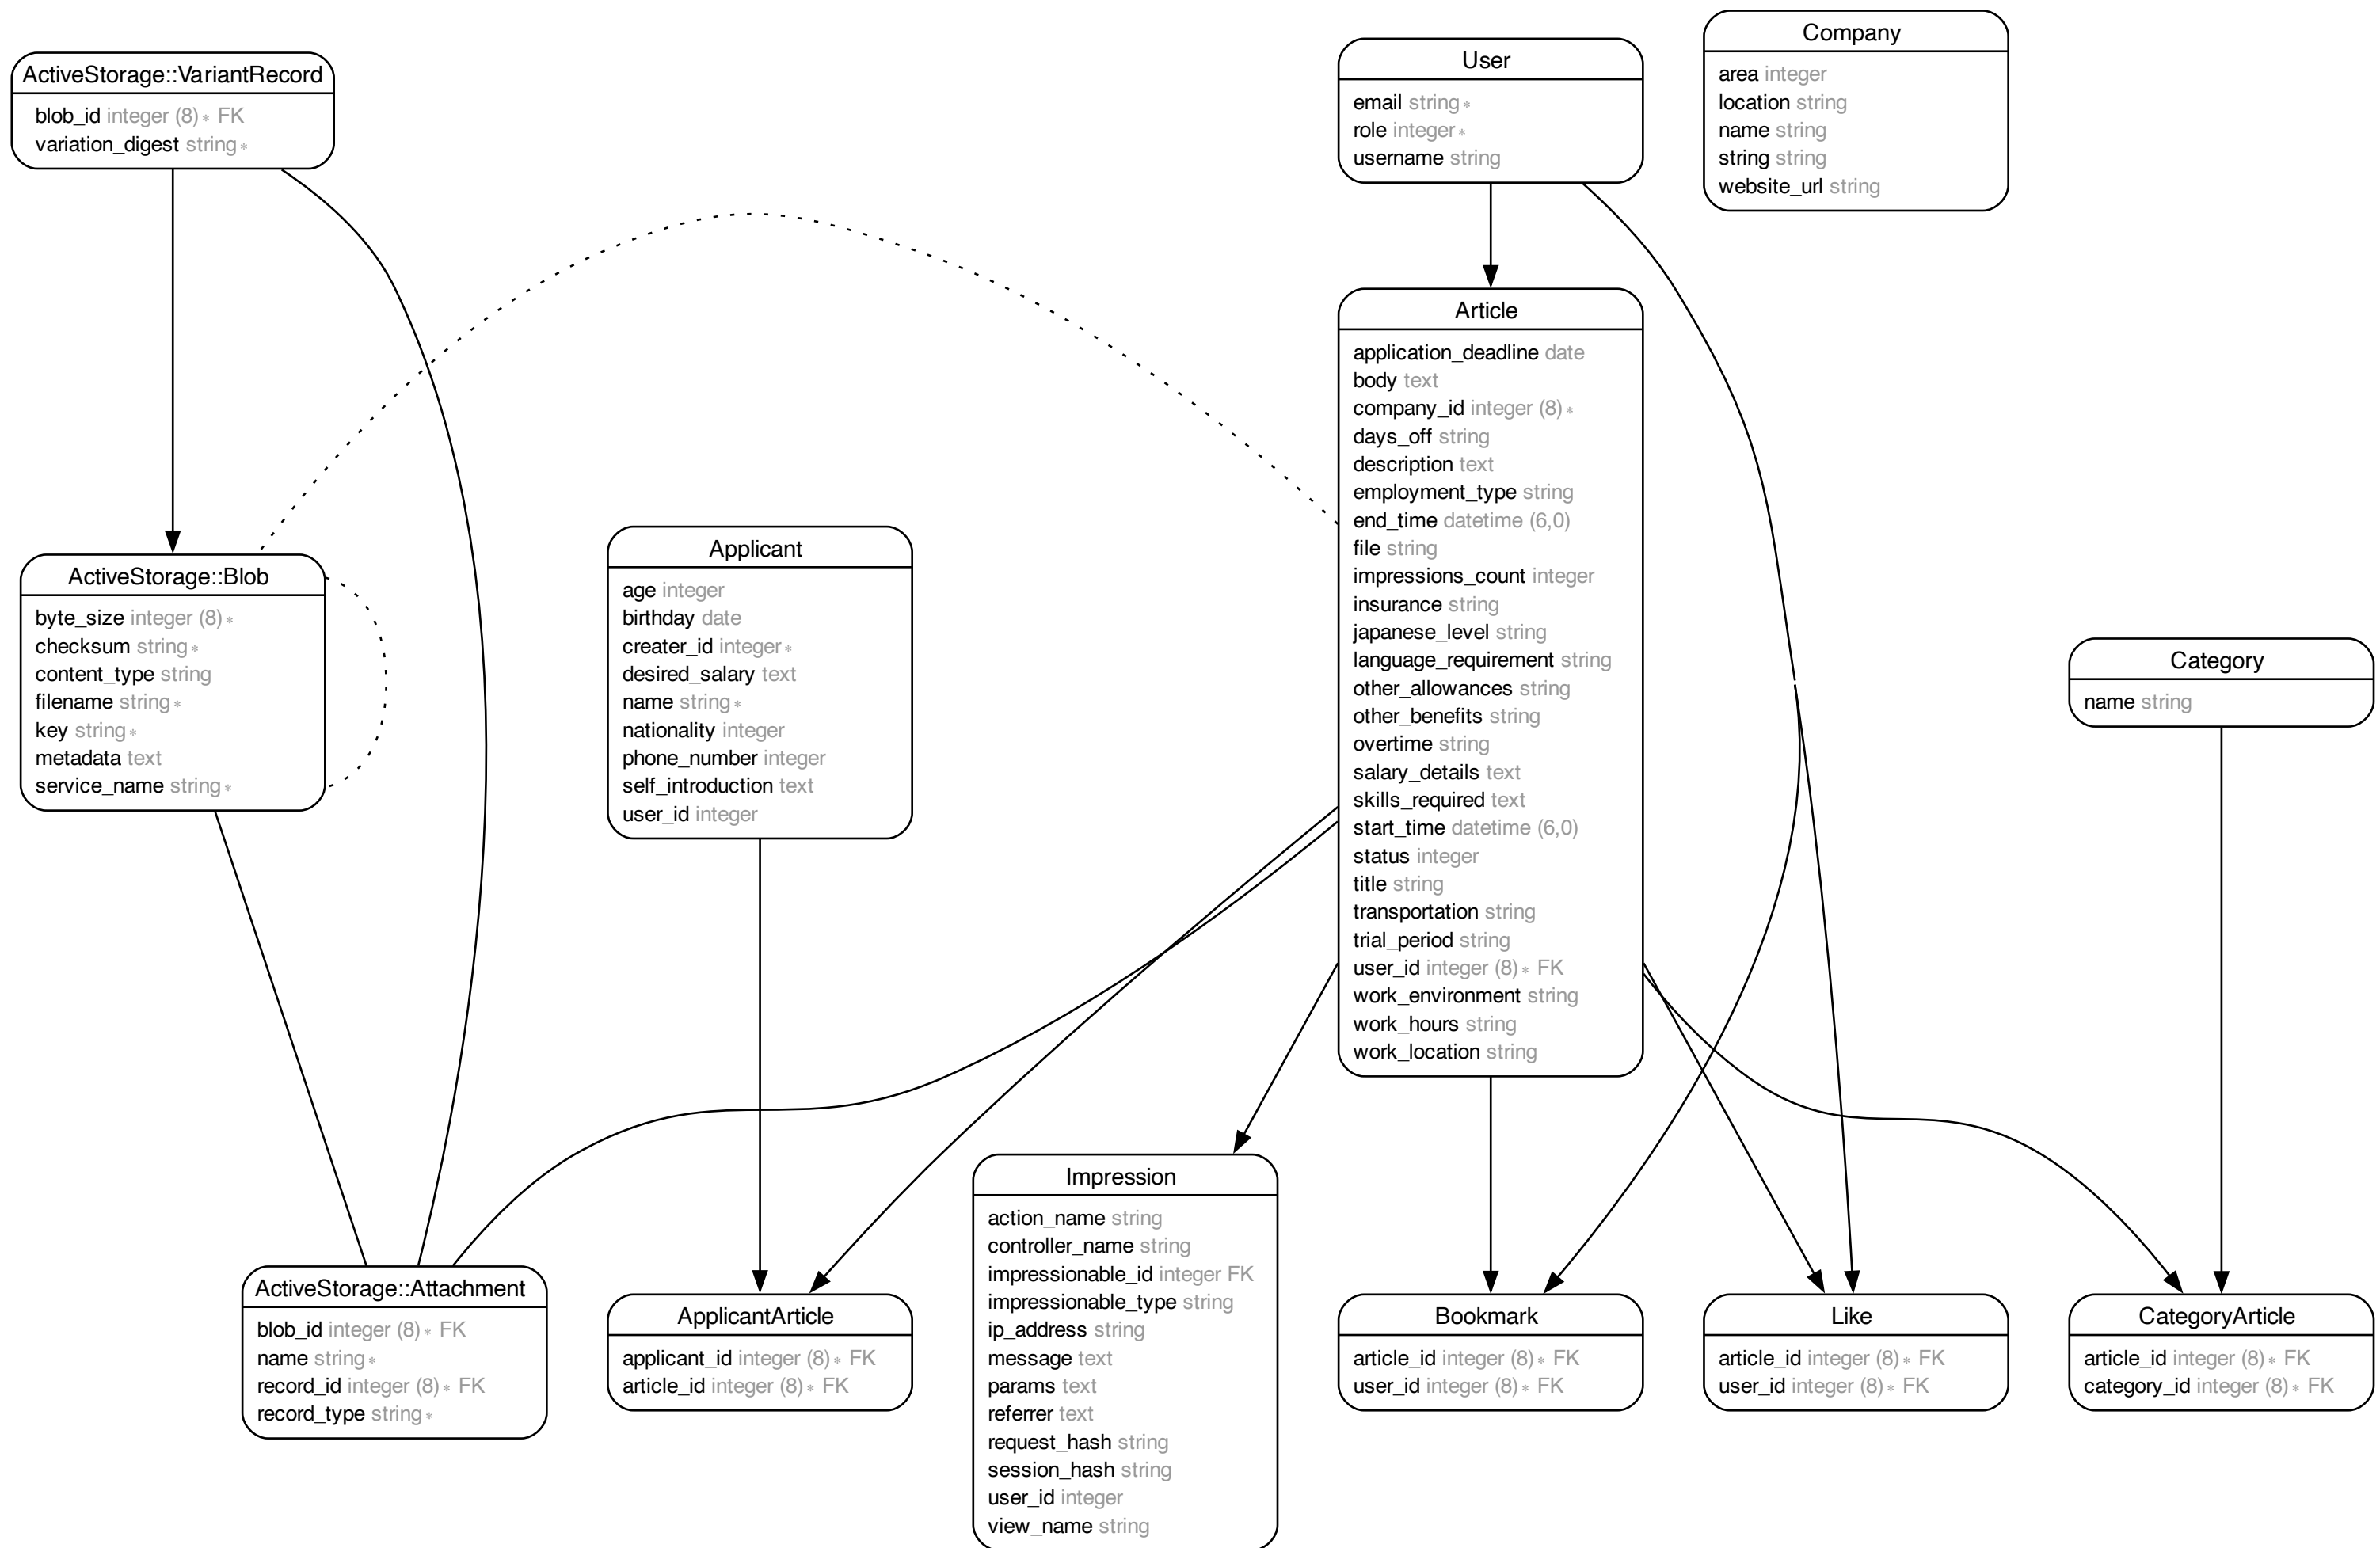 ActiveStorage::VariantRecord
blob_id integer (8)∗ FK
variation_digest string∗
User
email string∗
role integer∗
username string
Company
area integer
location string
name string
string string
website_url string
Article
application_deadline date
body text
company_id integer (8)∗
days_off string
description text
employment_type string
end_time datetime (6,0)
file string
impressions_count integer
insurance string
japanese_level string
language_requirement string
other_allowances string
other_benefits string
overtime string
salary_details text
skills_required text
start_time datetime (6,0)
status integer
title string
transportation string
trial_period string
user_id integer (8)∗ FK
work_environment string
work_hours string
work_location string
ActiveStorage::Blob
byte_size integer (8)∗
checksum string∗
content_type string
filename string∗
key string∗
metadata text
service_name string∗
Applicant
age integer
birthday date
creater_id integer∗
desired_salary text
name string∗
nationality integer
phone_number integer
self_introduction text
user_id integer
Category
name string
ActiveStorage::Attachment
blob_id integer (8)∗ FK
name string∗
record_id integer (8)∗ FK
record_type string∗
ApplicantArticle
applicant_id integer (8)∗ FK
article_id integer (8)∗ FK
Impression
action_name string
controller_name string
impressionable_id integer FK
impressionable_type string
ip_address string
message text
params text
referrer text
request_hash string
session_hash string
user_id integer
view_name string
Bookmark
article_id integer (8)∗ FK
user_id integer (8)∗ FK
Like
article_id integer (8)∗ FK
user_id integer (8)∗ FK
CategoryArticle
article_id integer (8)∗ FK
category_id integer (8)∗ FK